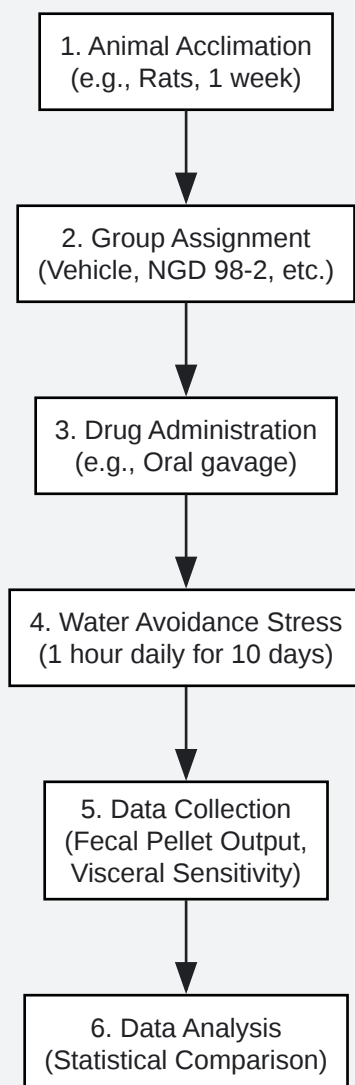 1. Animal Acclimation
(e.g., Rats, 1 week)
2. Group Assignment
(Vehicle, NGD 98-2, etc.)
3. Drug Administration
(e.g., Oral gavage)
4. Water Avoidance Stress
(1 hour daily for 10 days)
5. Data Collection
(Fecal Pellet Output,
Visceral Sensitivity)
6. Data Analysis
(Statistical Comparison)